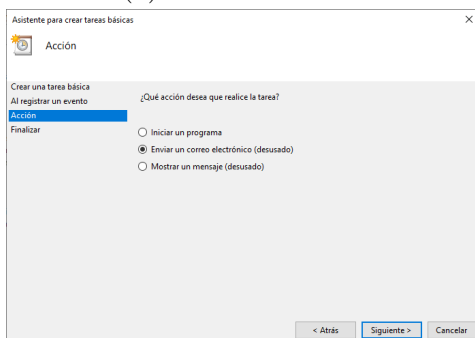 Asistente para crear tareas básicas
Acción
Crear una tarea básica
Al registrar un evento
Acción
Finalizar
¿Qué acción desea que realice la tarea?
Iniciar un programa
Enviar un correo electrónico (desusado)
Mostrar un mensaje (desusado)
< Atrás
Siguiente >
Cancelar